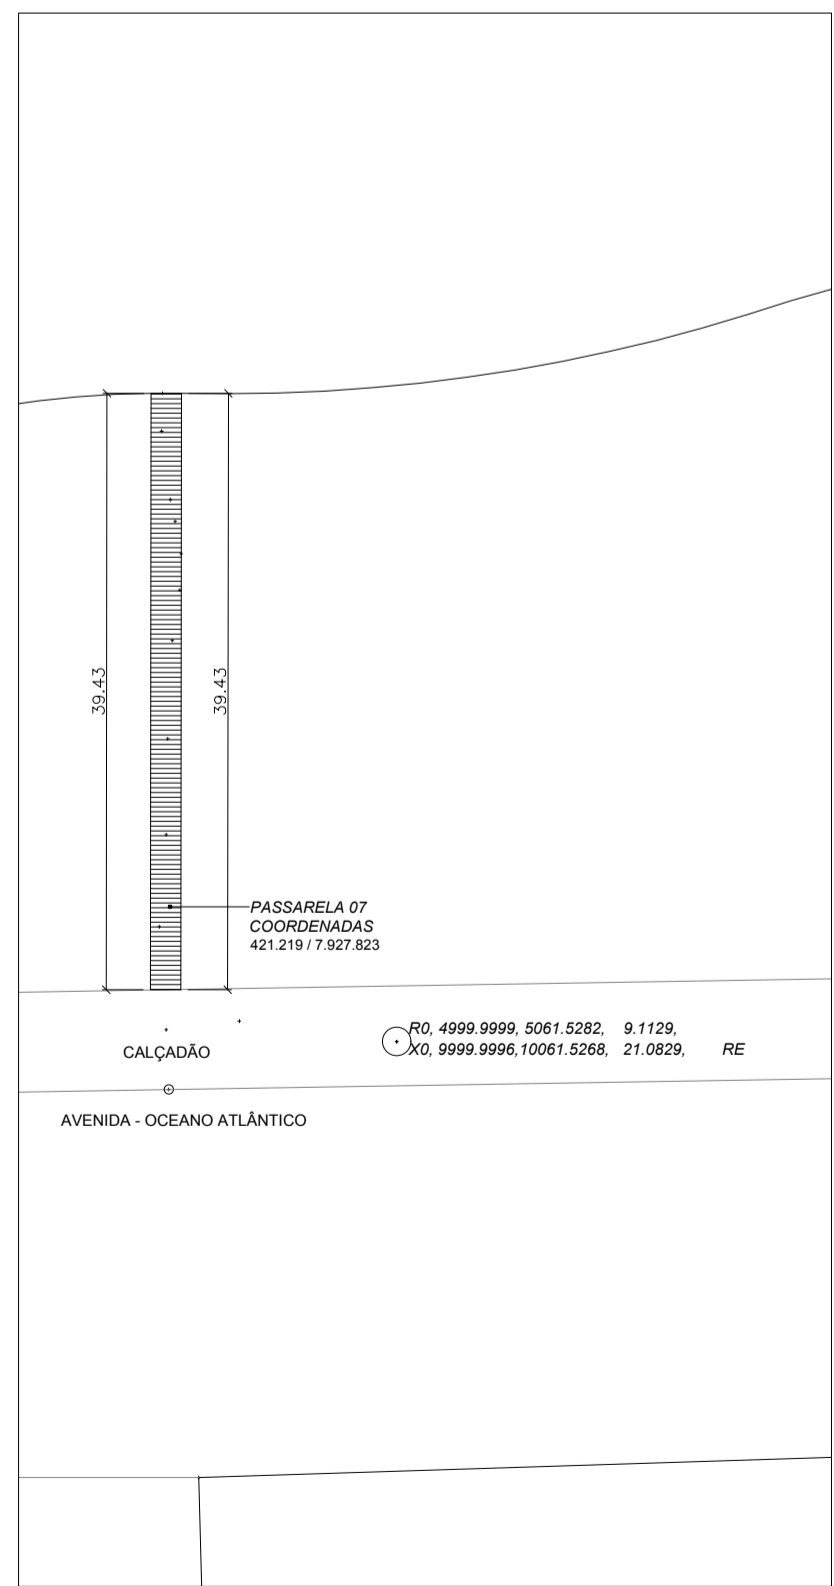 39.43
39.43
PASSARELA 07
COORDENADAS
421.219 / 7.927.823
R0, 4999.9999, 5061.5282, 9.1129,
X0, 9999.9996,10061.5268, 21.0829, RE
CALÇADÃO
AVENIDA - OCEANO ATLÂNTICO